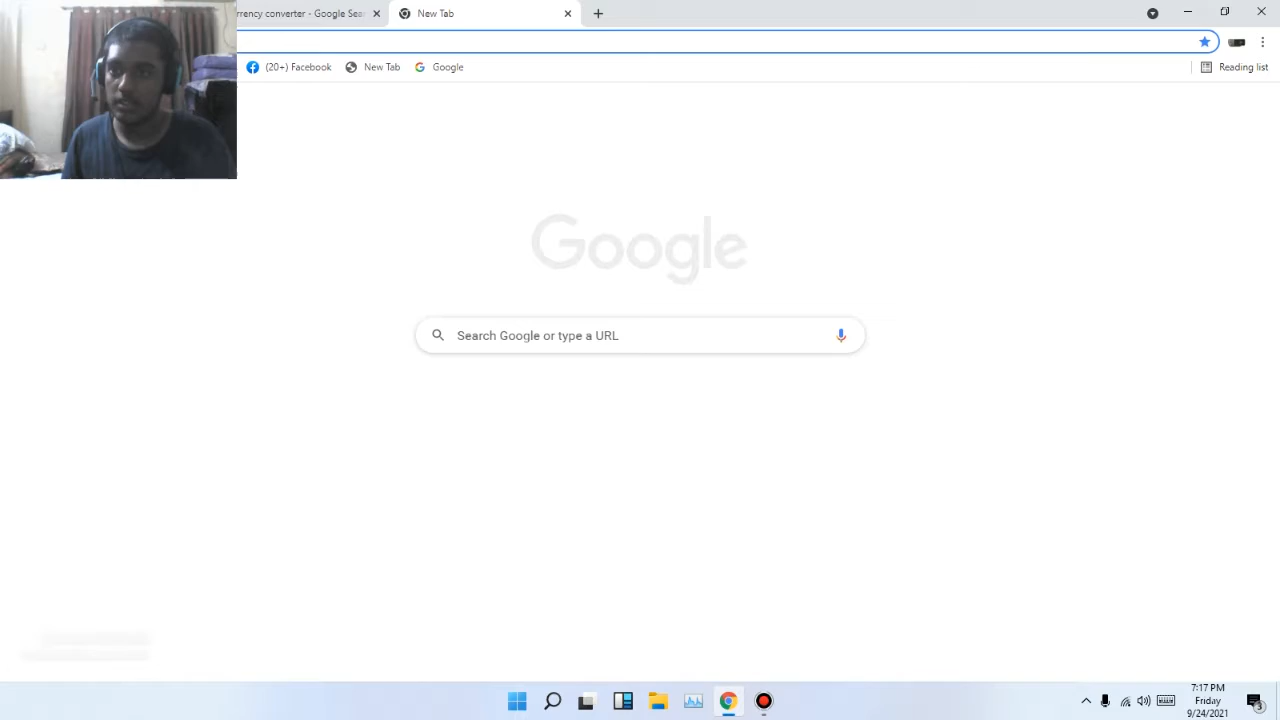 rrency converter - Google Sea
New Tab
(20+) Facebook
New Tab
Google
Reading list
Google
Search Google or type a URL
7:17 PM
Friday
9/24/2021
3